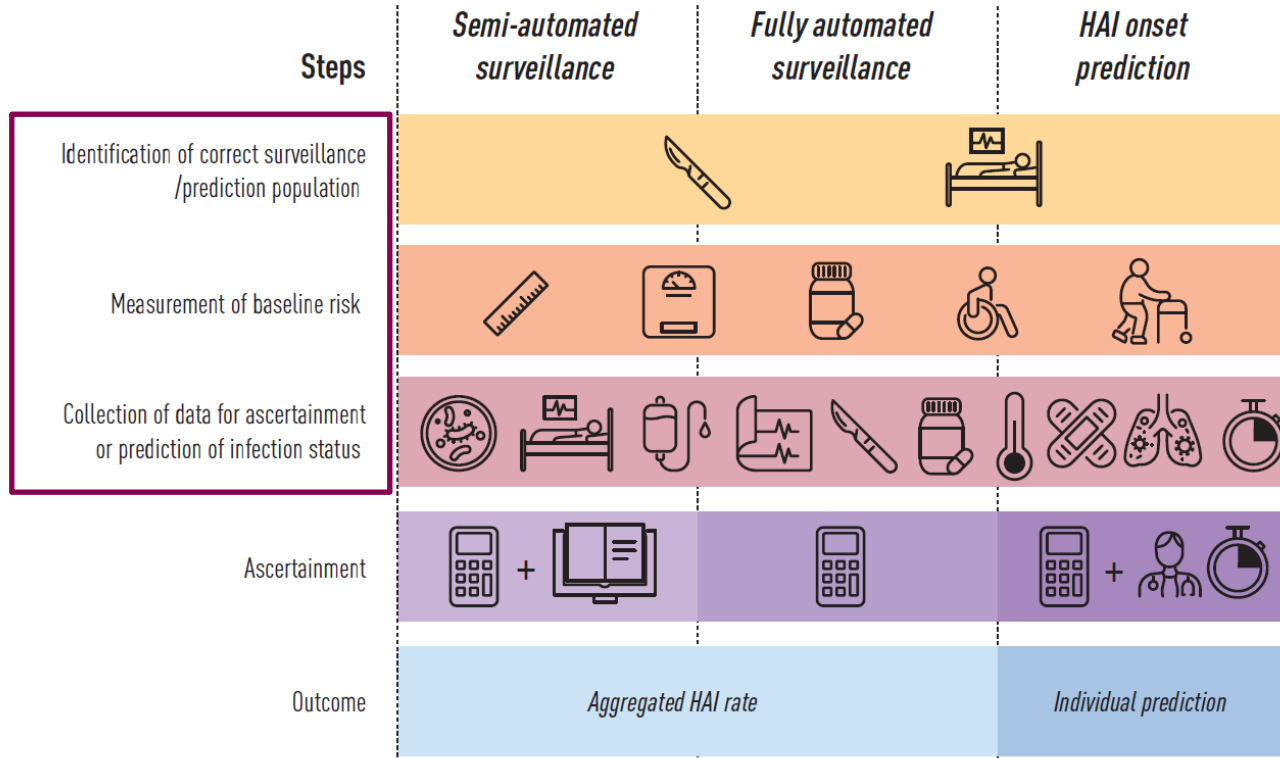 Steps
Semi-automated
surveillance
Fully automated
surveillance
HAI onset
prediction
Identification of correct surveillance
/prediction population
Measurement of baseline risk
Collection of data for ascertainment
or prediction of infection status
Ascertainment
+
+
Outcome
Aggregated HAI rate
Individual prediction